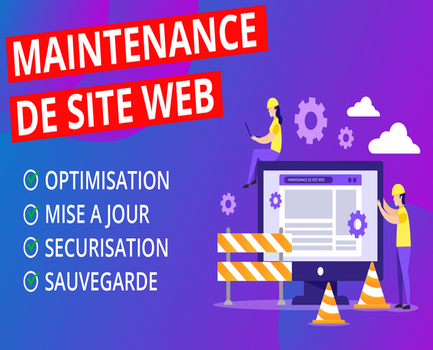 MAINTENANCE
DE SITE WEB
OPTIMISATION
MISE A JOUR
SECURISATION
SAUVEGARDE
MAINTENANCE DE SITE WEB